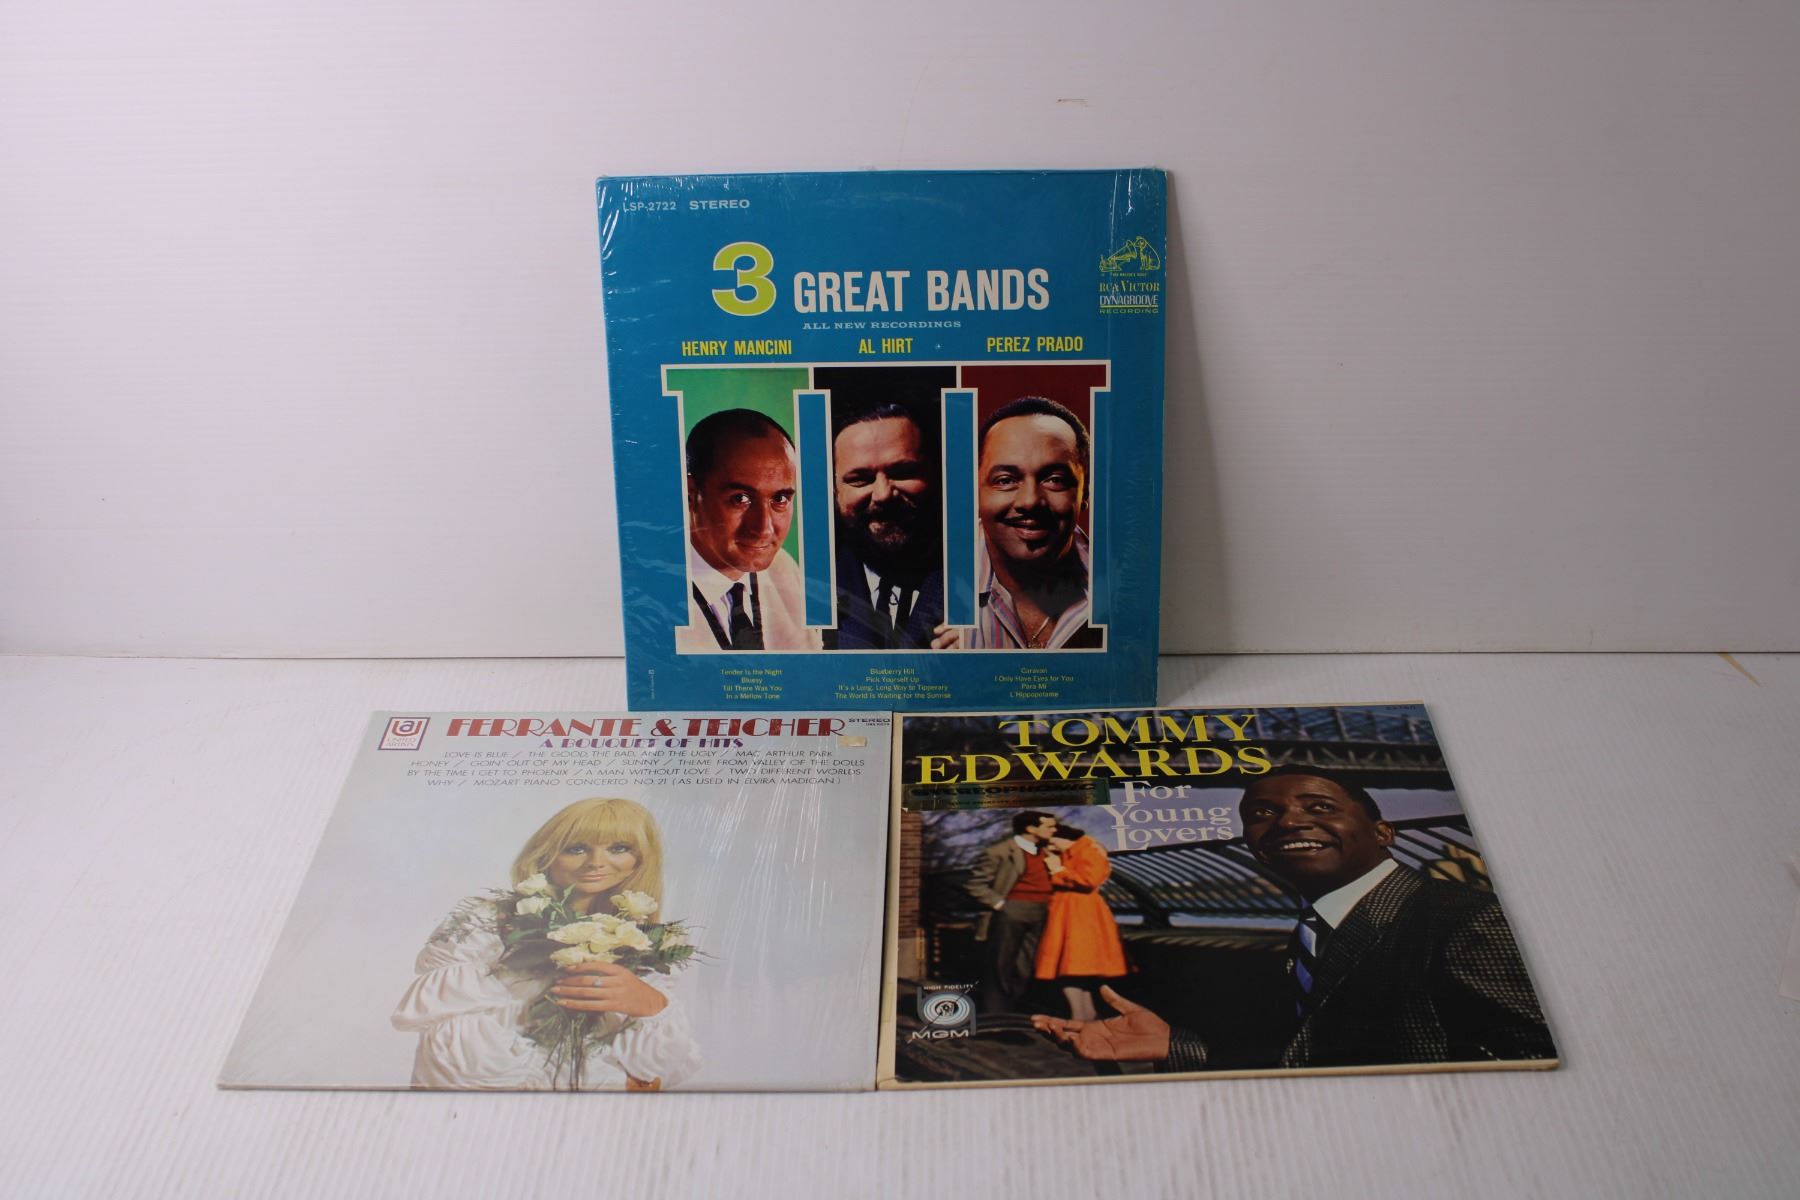 LSP-2722 STEREO
3 GREAT BANDS
ALL NEW RECORDINGS
"HIS MASTER'S VOICE"
RCA VICTOR
DYNAGROOVE
RECORDING
HENRY MANCINI AL HIRT PEREZ PRADO
Tender Is the Night
Bluesy
Till There Was You
In a Mellow Tone
Blueberry Hill
Pick Yourself Up
It's a Long, Long Way to Tipperary
The World Is Waiting for the Sunrise
Caravan
I Only Have Eyes for You
Para Mi
L'Hippopotame
UNITED
ARTISTS
FERRANTE & TEICHER
STEREO
A BOUQUET OF HITS
LOVE IS BLUE / THE GOOD, THE BAD, AND THE UGLY / MAC ARTHUR PARK
HONEY / GOIN' OUT OF MY HEAD / SUNNY / THEME FROM VALLEY OF THE DOLLS
BY THE TIME I GET TO PHOENIX / A MAN WITHOUT LOVE / TWO DIFFERENT WORLDS
WHY / MOZART PIANO CONCERTO NO. 21 (AS USED IN ELVIRA MADIGAN)
TOMMY
EDWARDS
STEREOPHONIC
For
Young
Lovers
HIGH FIDELITY
MGM